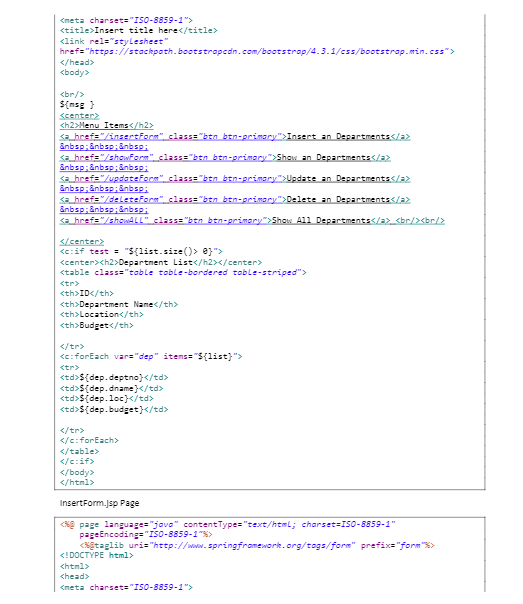 <meta charset="ISO-8859-1">
<title>Insert title here</title>
<link rel="stylesheet"
href="https://stackpath.bootstrapcdn.com/bootstrap/4.3.1/css/bootstrap.min.css">
</head>
<body>
<br/>
${msg }
<center>
<h2>Menu Items</h2>
<a href="/insertForm" class="btn btn-primary">Insert an Departments</a>
&nbsp;&nbsp;&nbsp;
<a href="/showForm" class="btn btn-primary">Show an Departments</a>
&nbsp;&nbsp;&nbsp;
<a href="/updateForm" class="btn btn-primary">Update an Departments</a>
&nbsp;&nbsp;&nbsp;
<a href="/deleteForm" class="btn btn-primary">Delete an Departments</a>
&nbsp;&nbsp;&nbsp;
<a href="/showAll" class="btn btn-primary">Show All Departments</a> <br/><br/>
</center>
<c:if test = "${list.size()> 0}">
<center><h2>Department List</h2></center>
<table class="table table-bordered table-striped">
<tr>
<th>ID</th>
<th>Department Name</th>
<th>Location</th>
<th>Budget</th>
</tr>
<c:forEach var="dep" items="${list}">
<tr>
<td>${dep.deptno}</td>
<td>${dep.dname}</td>
<td>${dep.loc}</td>
<td>${dep.budget}</td>
</tr>
</c:forEach>
</table>
</c:if>
</body>
</html>
InsertForm.jsp Page
<%@ page language="java" contentType="text/html; charset=ISO-8859-1"
pageEncoding="ISO-8859-1"%>
<%@taglib uri="http://www.springframework.org/tags/form" prefix="form"%>
<!DOCTYPE html>
<html>
<head>
<meta charset="ISO-8859-1">